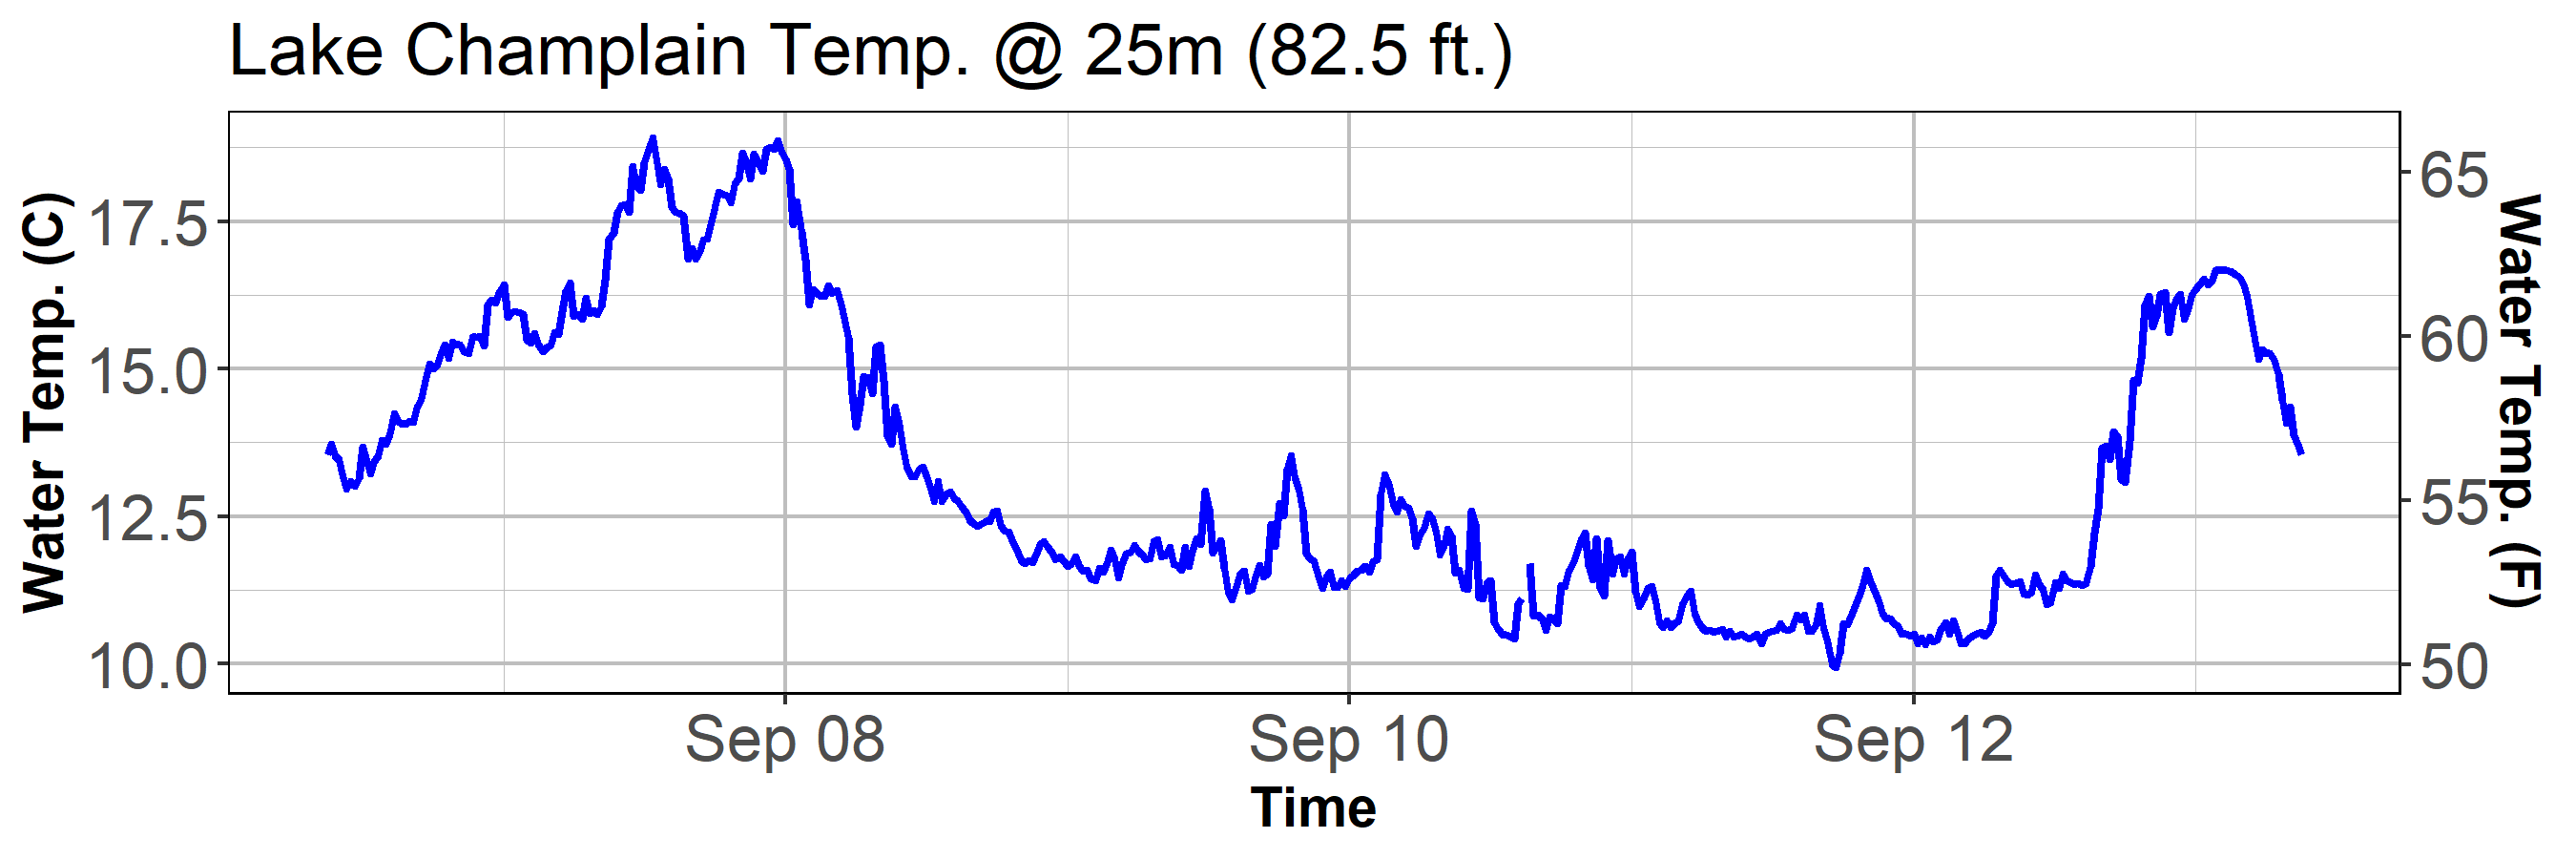 Lake Champlain Temp. @ 25m (82.5 ft.)
Water Temp. (C)
17.5
15.0
12.5
10.0
65
60
55
50
Water Temp. (F)
Sep 08
Sep 10
Sep 12
Time